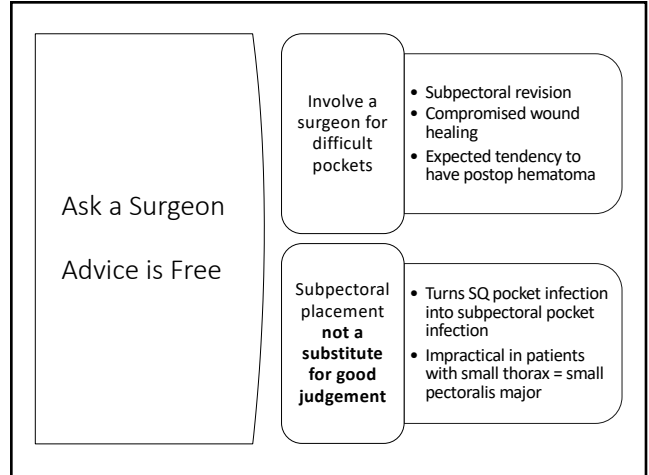 Ask a Surgeon
Advice is Free
Involve a
surgeon for
difficult
pockets
• Subpectoral revision
• Compromised wound
healing
• Expected tendency to
have postop hematoma
Subpectoral
placement
not a
substitute
for good
judgement
• Turns SQ pocket infection
into subpectoral pocket
infection
• Impractical in patients
with small thorax = small
pectoralis major